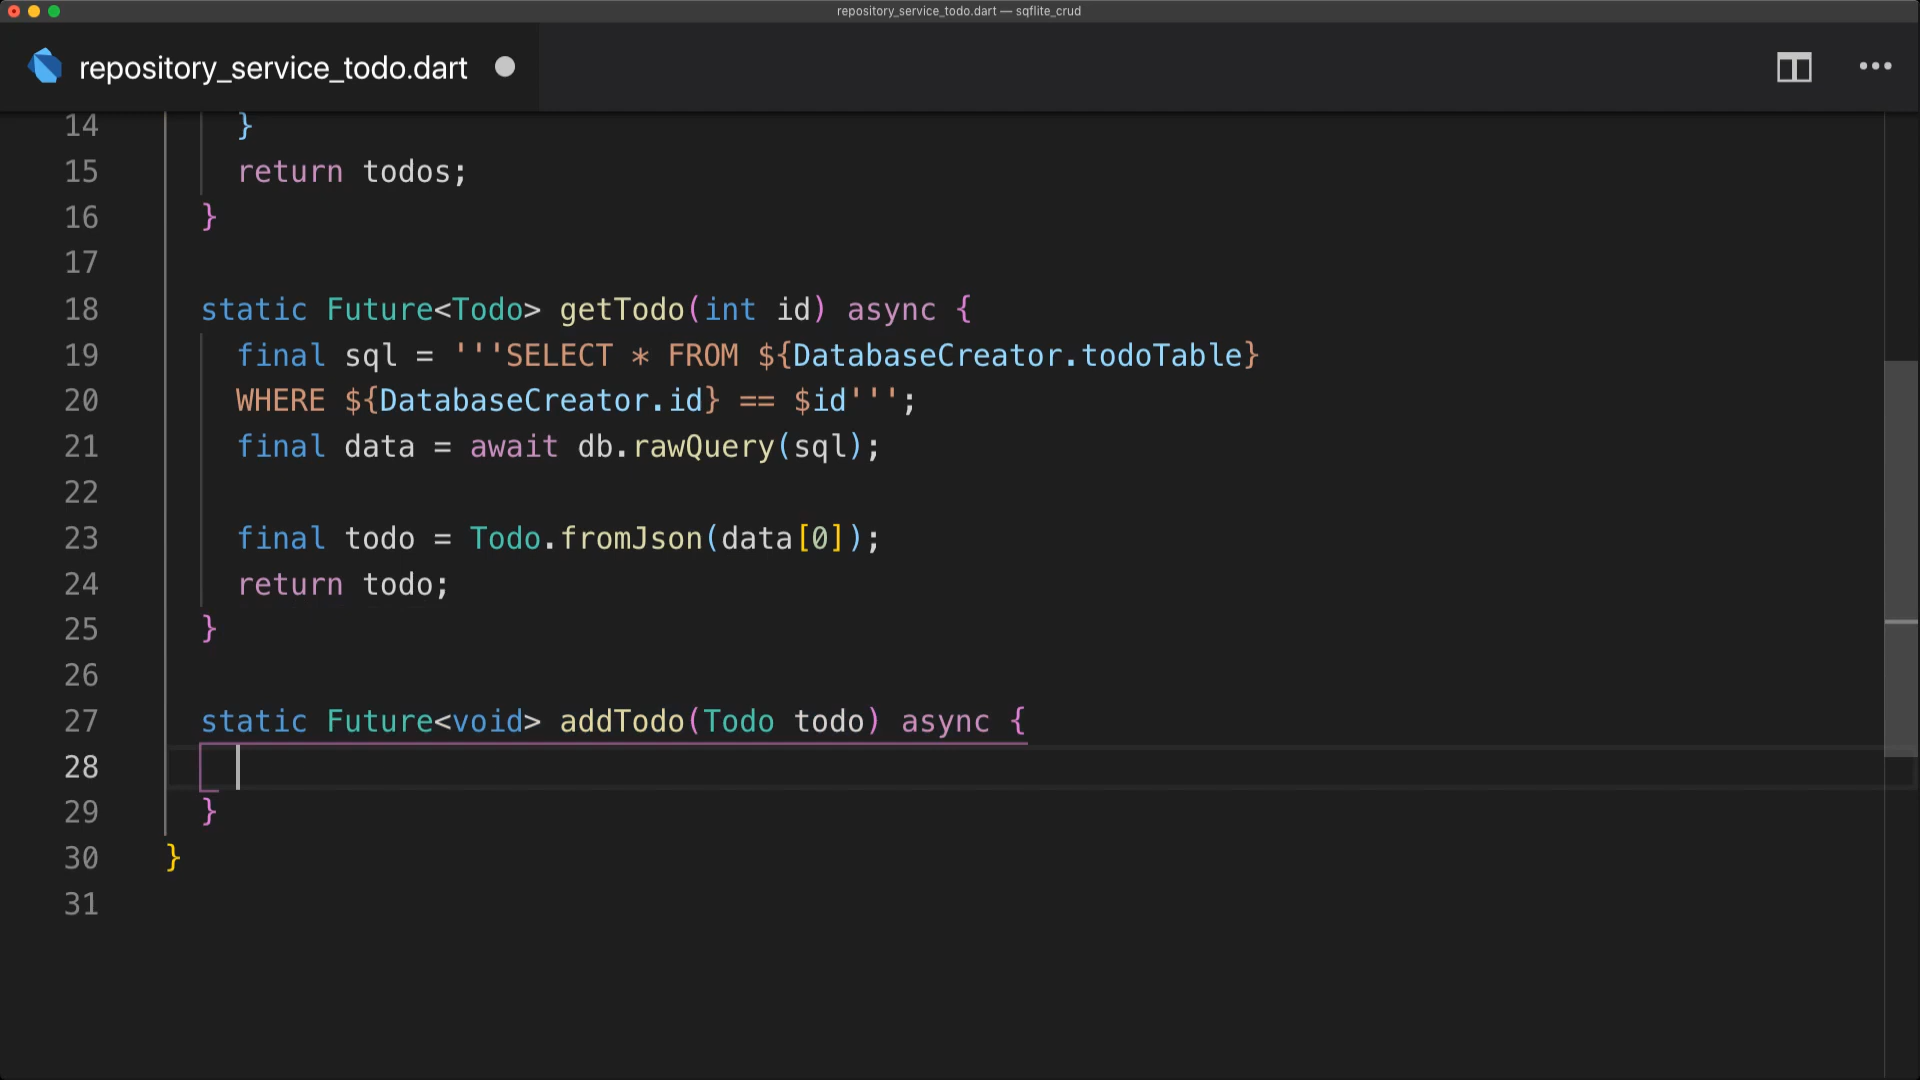 repository_service_todo.dart — sqflite_crud
repository_service_todo.dart
14 }
15 return todos;
16 }
17
18 static Future<Todo> getTodo(int id) async {
19 final sql = '''SELECT * FROM ${DatabaseCreator.todoTable}
20 WHERE ${DatabaseCreator.id} == $id''';
21 final data = await db.rawQuery(sql);
22
23 final todo = Todo.fromJson(data[0]);
24 return todo;
25 }
26
27 static Future<void> addTodo(Todo todo) async {
28
29 }
30 }
31